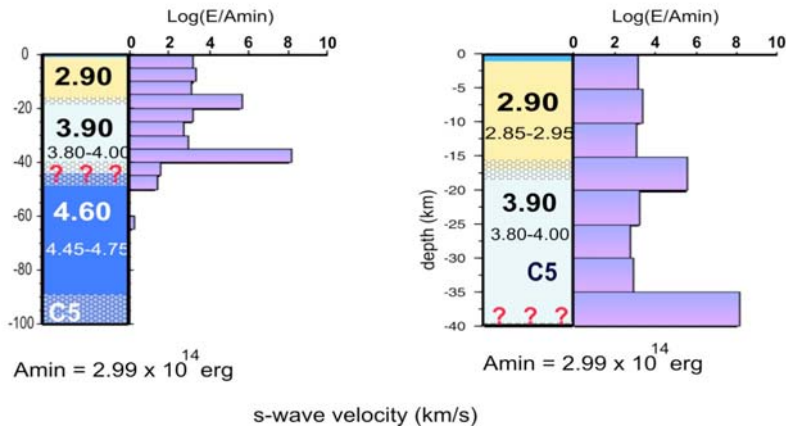 Log(E/Amin)
0 2 4 6 8 10
0
-20
-40
-60
-80
-100
2.90
3.90
3.80-4.00
? ? ?
4.60
4.45-4.75
C5
Amin = 2.99 x 10^14 erg
Log(E/Amin)
0 2 4 6 8 10
depth (km)
0
-5
-10
-15
-20
-25
-30
-35
-40
2.90
2.85-2.95
3.90
3.80-4.00
C5
? ? ?
Amin = 2.99 x 10^14 erg
s-wave velocity (km/s)